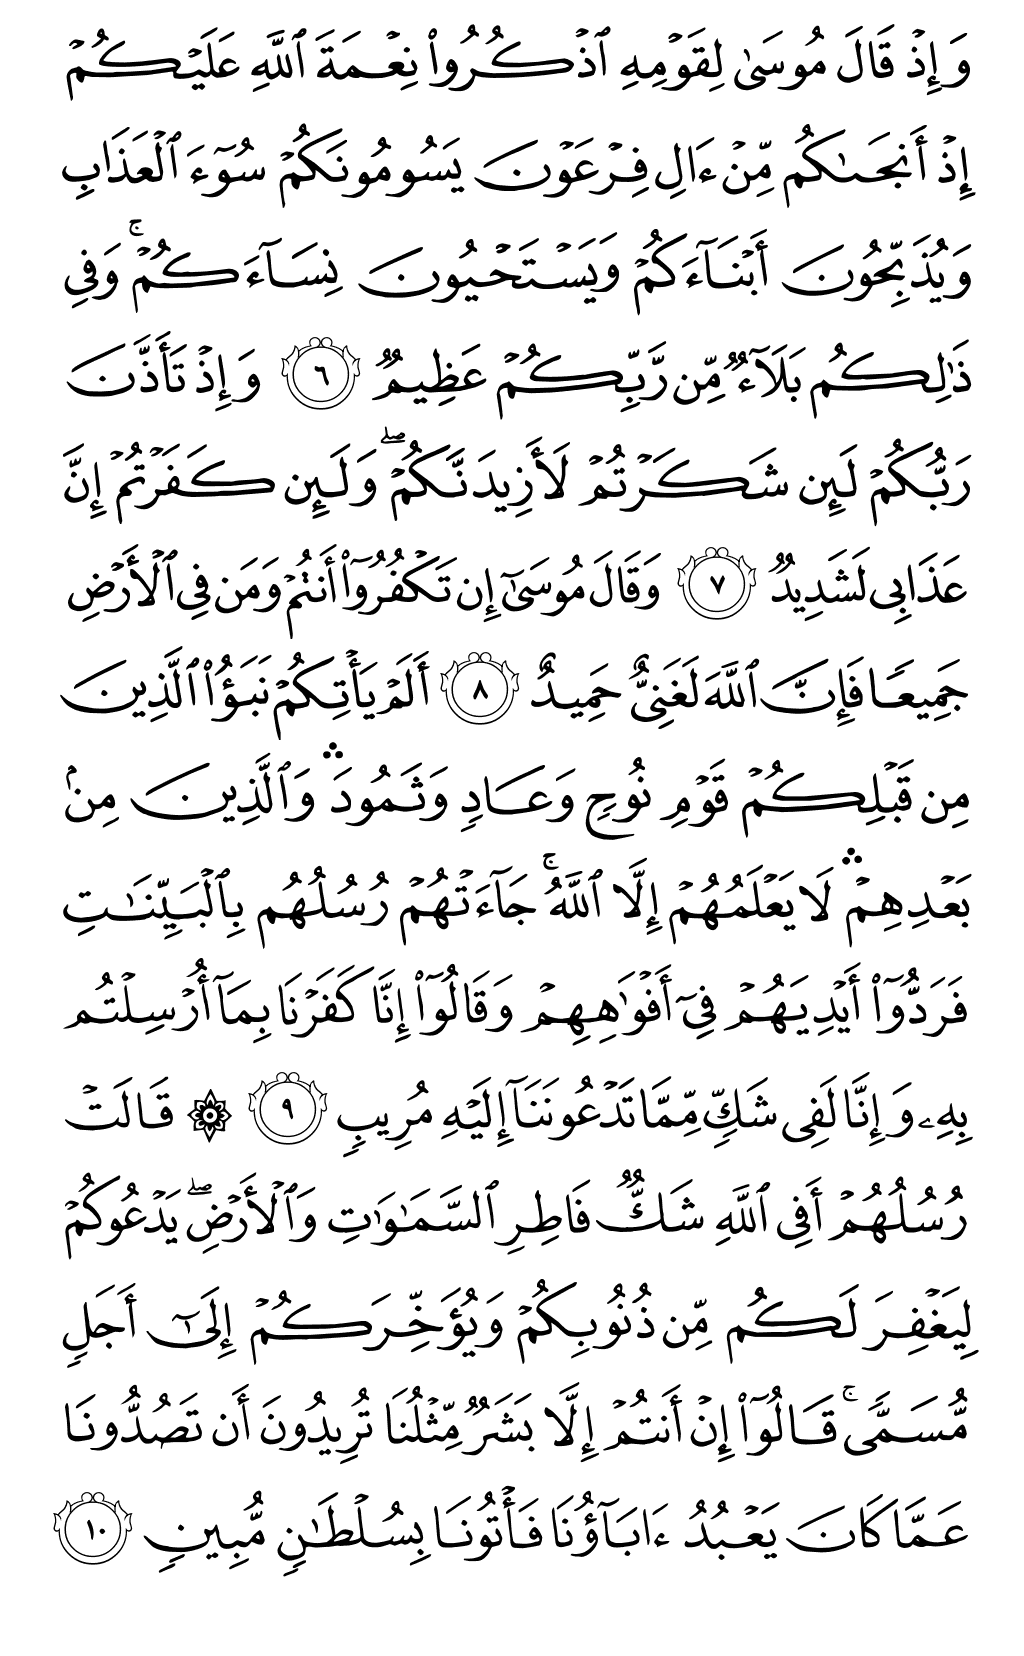 وَإِذۡ قَالَ مُوسَىٰ لِقَوۡمِهِ ٱذۡكُرُواْ نِعۡمَةَ ٱللَّهِ عَلَيۡكُمۡ
إِذۡ أَنجَىٰكُم مِّنۡ ءَالِ فِرۡعَوۡنَ يَسُومُونَكُمۡ سُوٓءَ ٱلۡعَذَابِ
وَيُذَبِّحُونَ أَبۡنَآءَكُمۡ وَيَسۡتَحۡيُونَ نِسَآءَكُمۡۚ وَفِي
ذَٰلِكُم بَلَآءٞ مِّن رَّبِّكُمۡ عَظِيمٞ ٦ وَإِذۡ تَأَذَّنَ
رَبُّكُمۡ لَئِن شَكَرۡتُمۡ لَأَزِيدَنَّكُمۡۖ وَلَئِن كَفَرۡتُمۡ إِنَّ
عَذَابِي لَشَدِيدٞ ٧ وَقَالَ مُوسَىٰٓ إِن تَكۡفُرُوٓاْ أَنتُمۡ وَمَن فِي ٱلۡأَرۡضِ
جَمِيعٗا فَإِنَّ ٱللَّهَ لَغَنِيٌّ حَمِيدٌ ٨ أَلَمۡ يَأۡتِكُمۡ نَبَؤُاْ ٱلَّذِينَ
مِن قَبۡلِكُمۡ قَوۡمِ نُوحٖ وَعَادٖ وَثَمُودَۛ وَٱلَّذِينَ مِنۢ
بَعۡدِهِمۡۛ لَا يَعۡلَمُهُمۡ إِلَّا ٱللَّهُۚ جَآءَتۡهُمۡ رُسُلُهُم بِٱلۡبَيِّنَٰتِ
فَرَدُّوٓاْ أَيۡدِيَهُمۡ فِيٓ أَفۡوَٰهِهِمۡ وَقَالُوٓاْ إِنَّا كَفَرۡنَا بِمَآ أُرۡسِلۡتُم
بِهِۦ وَإِنَّا لَفِي شَكّٖ مِّمَّا تَدۡعُونَنَآ إِلَيۡهِ مُرِيبٖ ٩ ۞ قَالَتۡ
رُسُلُهُمۡ أَفِي ٱللَّهِ شَكّٞ فَاطِرِ ٱلسَّمَٰوَٰتِ وَٱلۡأَرۡضِۖ يَدۡعُوكُمۡ
لِيَغۡفِرَ لَكُم مِّن ذُنُوبِكُمۡ وَيُؤَخِّرَكُمۡ إِلَىٰٓ أَجَلٖ
مُّسَمّٗىۚ قَالُوٓاْ إِنۡ أَنتُمۡ إِلَّا بَشَرٞ مِّثۡلُنَا تُرِيدُونَ أَن تَصُدُّونَا
عَمَّا كَانَ يَعۡبُدُ ءَابَآؤُنَا فَأۡتُونَا بِسُلۡطَٰنٖ مُّبِينٖ ١٠